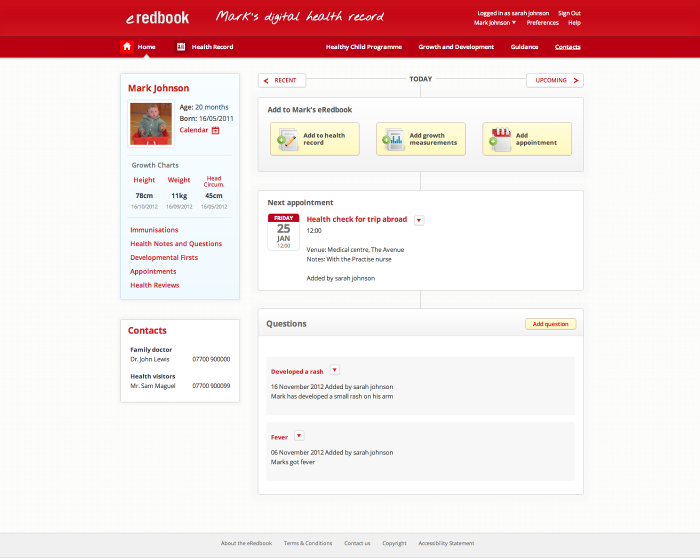 eredbook
Mark's digital health record
Logged in as sarah johnson Sign Out
Mark Johnson Preferences Help
Home Health Record Healthy Child Programme Growth and Development Guidance Contacts
Mark Johnson
Age: 20 months
Born: 16/05/2011
Calendar
Growth Charts
Height Weight Head Circum.
78cm 11kg 45cm
16/10/2012 16/09/2012 16/05/2012
Immunisations
Health Notes and Questions
Developmental Firsts
Appointments
Health Reviews
Contacts
Family doctor
Dr. John Lewis 07700 900000
Health visitors
Mr. Sam Maguel 07700 900099
RECENT TODAY UPCOMING
Add to Mark's eRedbook
Add to health record
Add growth measurements
Add appointment
Next appointment
FRIDAY
25
JAN
12:00
Health check for trip abroad
12:00
Venue: Medical centre, The Avenue
Notes: With the Practise nurse
Added by sarah johnson
Questions Add question
Developed a rash
16 November 2012 Added by sarah johnson
Mark has developed a small rash on his arm
Fever
06 November 2012 Added by sarah johnson
Marks got fever
About the eRedbook Terms & Conditions Contact us Copyright Accessibility Statement